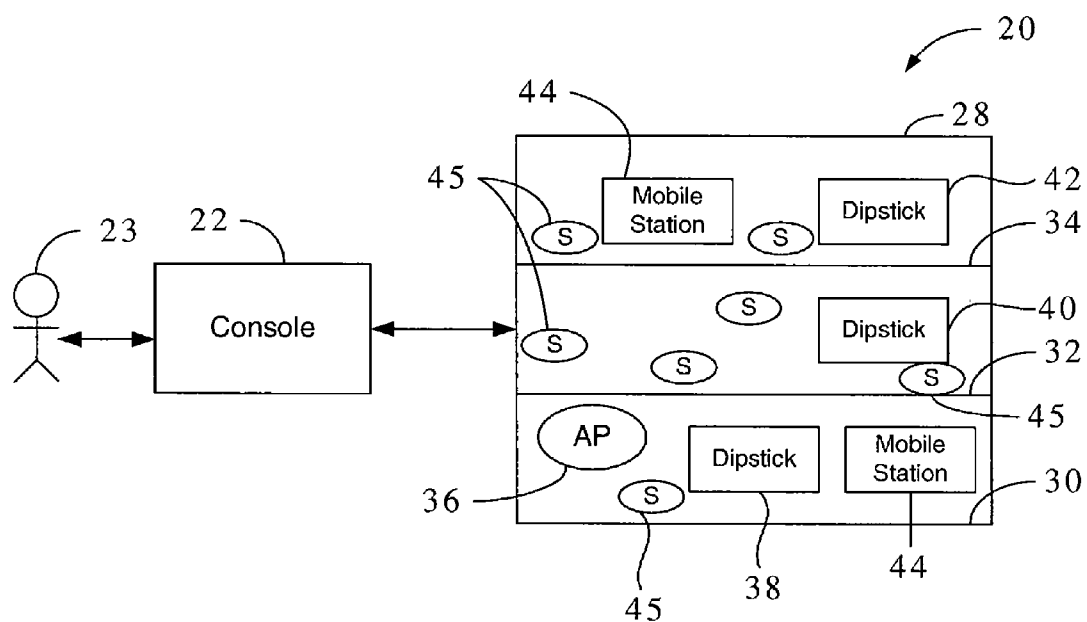 20
44
28
45
Mobile
Station
Dipstick
42
S
S
34
23
22
Console
S
S
Dipstick
40
S
S
32
45
AP
Dipstick
Mobile
Station
36
S
30
45
38
44